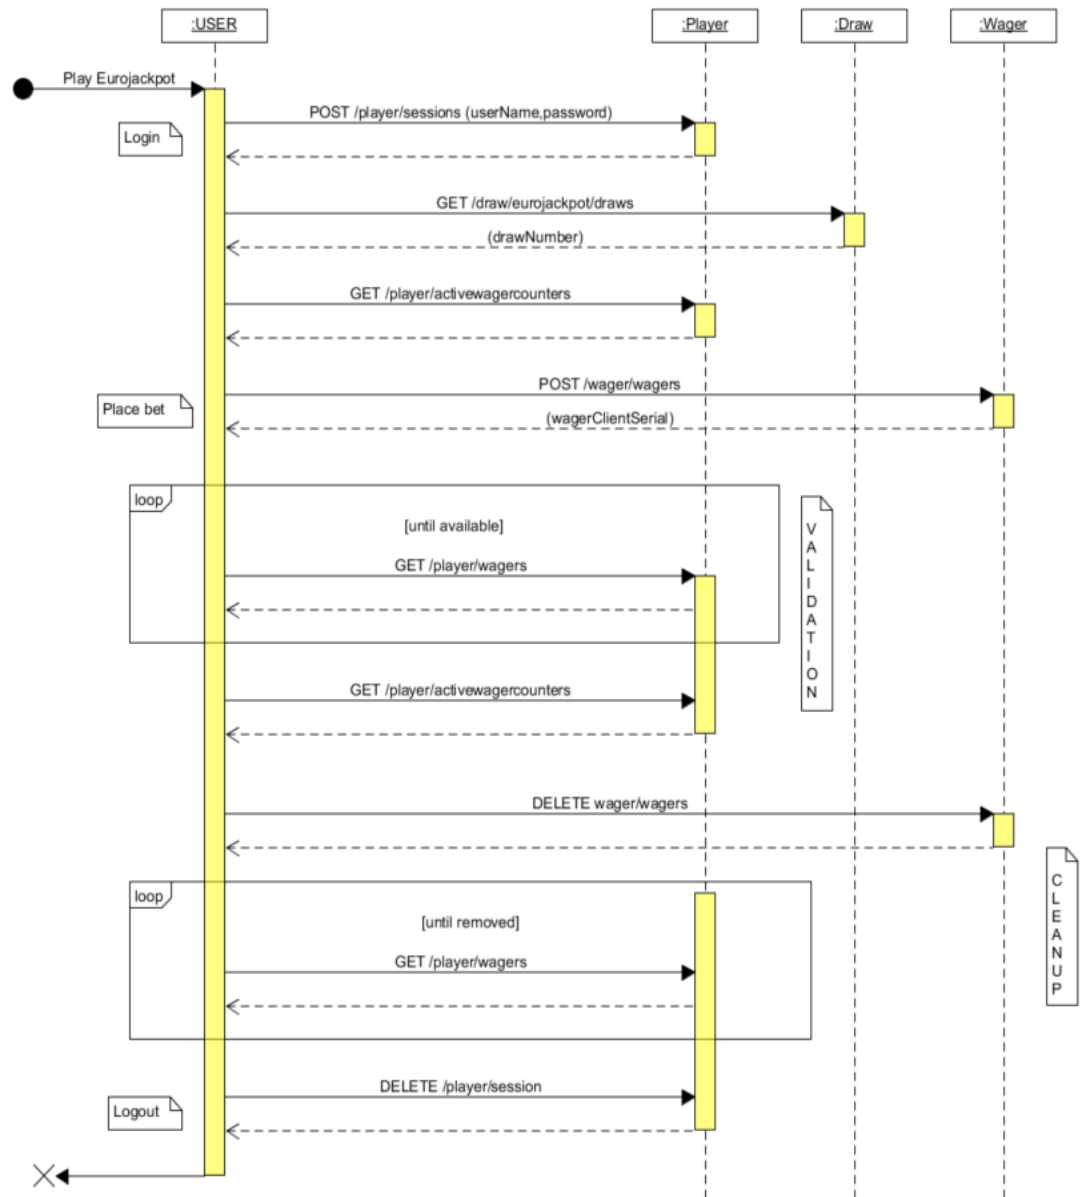 :USER
:Player
:Draw
:Wager
Play Eurojackpot
POST /player/sessions (userName,password)
Login
GET /draw/eurojackpot/draws
(drawNumber)
GET /player/activewagercounters
POST /wager/wagers
Place bet
(wagerClientSerial)
loop
[until available]
VALIDATION
GET /player/wagers
GET /player/activewagercounters
DELETE wager/wagers
CLEANUP
loop
[until removed]
GET /player/wagers
DELETE /player/session
Logout